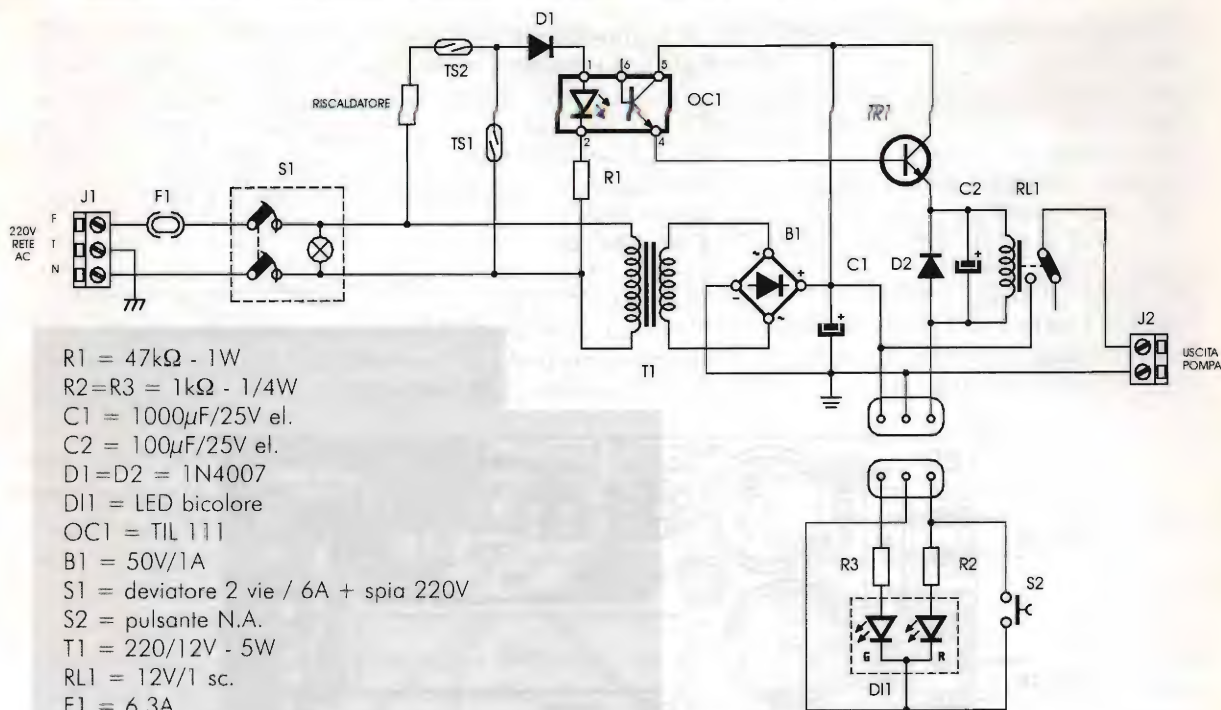 D1
TS2
1
6
5
RISCALDATORE
OC1
TR1
TS1
2
4
S1
R1
J1
F1
C2
RL1
220V
RETE
AC
F
T
N
B1
~
+
-
~
C1
+
D2
+
J2
T1
USCITA
POMPA
R1 = 47kΩ - 1W
R2=R3 = 1kΩ - 1/4W
C1 = 1000µF/25V el.
C2 = 100µF/25V el.
D1=D2 = 1N4007
DI1 = LED bicolore
OC1 = TIL 111
B1 = 50V/1A
S1 = deviatore 2 vie / 6A + spia 220V
S2 = pulsante N.A.
T1 = 220/12V - 5W
RL1 = 12V/1 sc.
F1 = 6,3A
R3
R2
S2
G
R
DI1